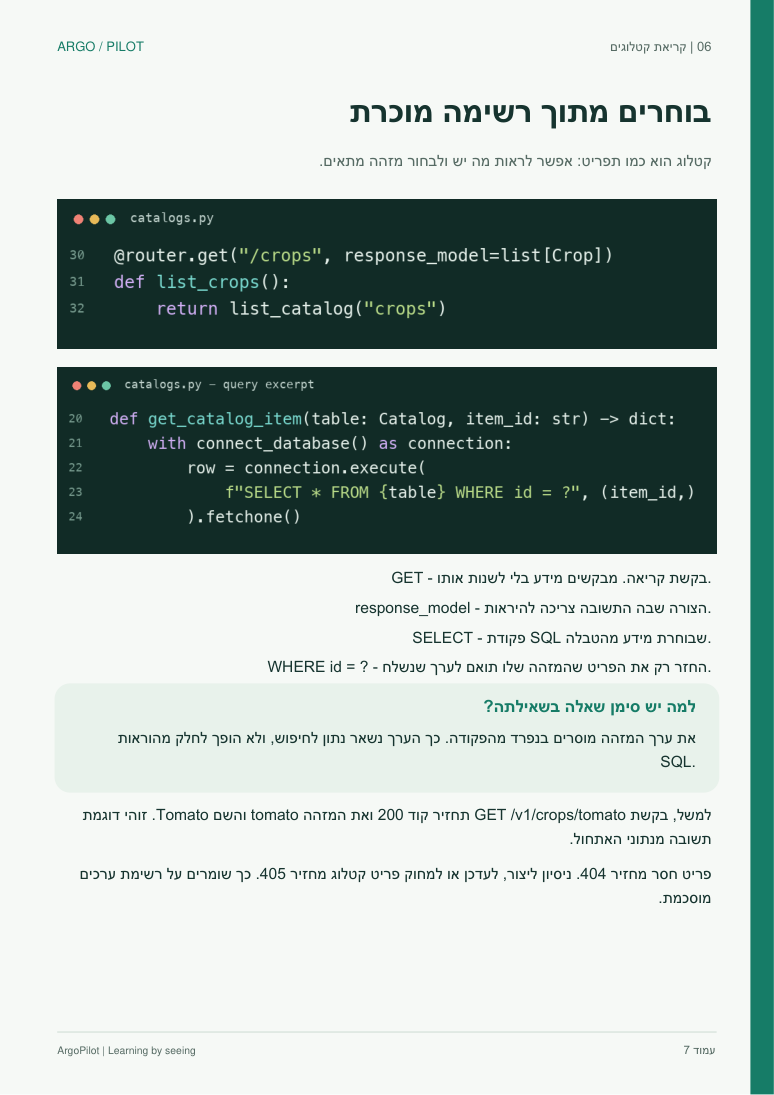 ARGO / PILOT
06 | קריאת קטלוגים
בוחרים מתוך רשימה מוכרת
קטלוג הוא כמו תפריט: אפשר לראות מה יש ולבחור מזהה מתאים.
catalogs.py
30 @router.get("/crops", response_model=list[Crop])
31 def list_crops():
32     return list_catalog("crops")
catalogs.py — query excerpt
20 def get_catalog_item(table: Catalog, item_id: str) -> dict:
21     with connect_database() as connection:
22         row = connection.execute(
23             f"SELECT * FROM {table} WHERE id = ?", (item_id,)
24         ).fetchone()
GET - בקשת קריאה. מבקשים מידע בלי לשנות אותו.
response_model - הצורה שבה התשובה צריכה להיראות.
SELECT - פקודת SQL שבוחרת מידע מהטבלה.
WHERE id = ? - החזר רק את הפריט שהמזהה שלו תואם לערך שנשלח.
למה יש סימן שאלה בשאילתה?
את ערך המזהה מוסרים בנפרד מהפקודה. כך הערך נשאר נתון לחיפוש, ולא הופך לחלק מהוראות
SQL.
למשל, בקשת GET /v1/crops/tomato תחזיר קוד 200 ואת המזהה tomato והשם Tomato. זוהי דוגמת
תשובה מנתוני האתחול.
פריט חסר מחזיר 404. ניסיון ליצור, לעדכן או למחוק פריט קטלוג מחזיר 405. כך שומרים על רשימת ערכים
מוסכמת.
ArgoPilot | Learning by seeing
עמוד 7